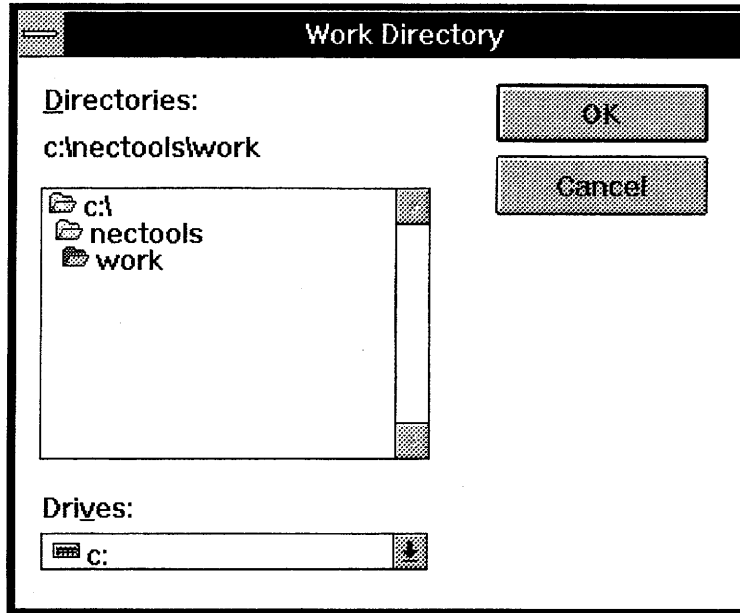 Work Directory
Directories:
c:\nectools\work
c:\
nectools
work
Drives:
c:
OK
Cancel